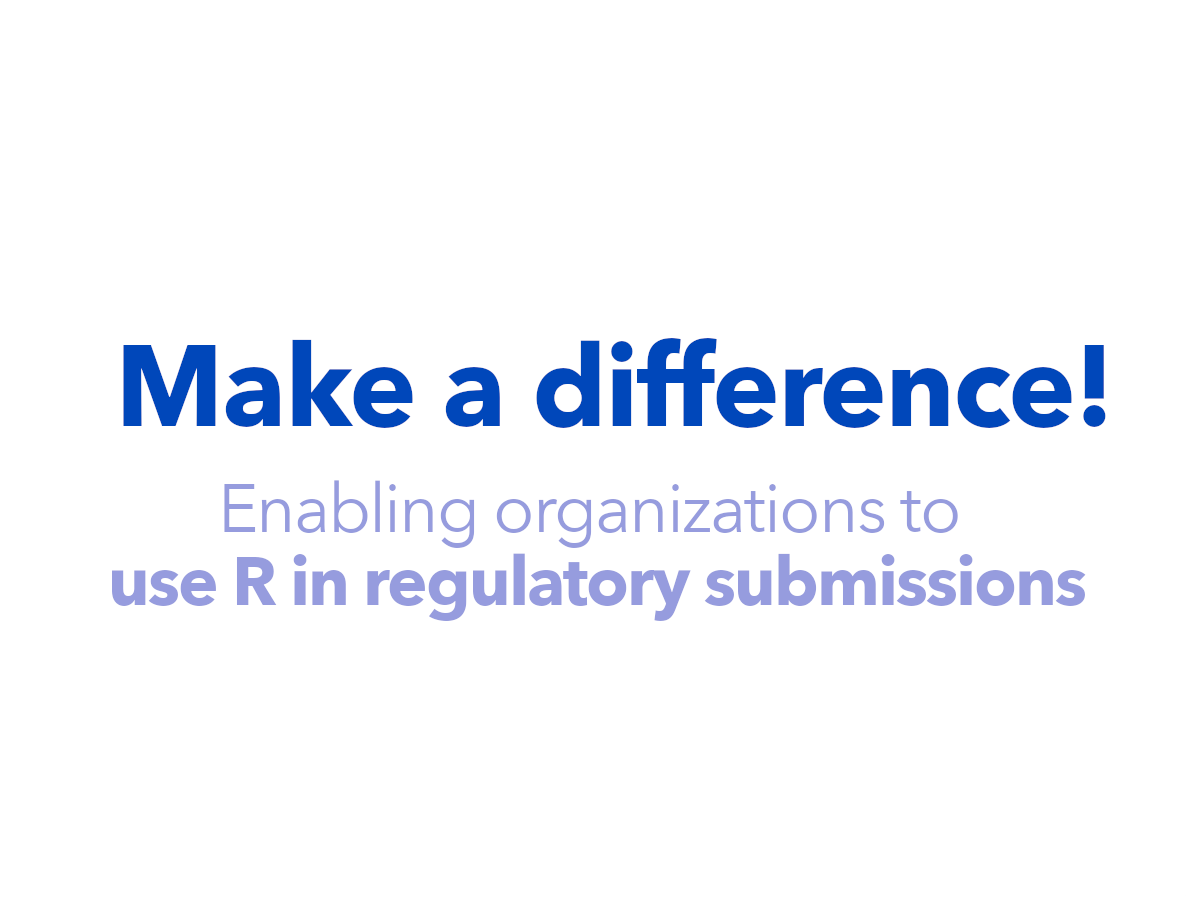 Make a difference!
Enabling organizations to
use R in regulatory submissions